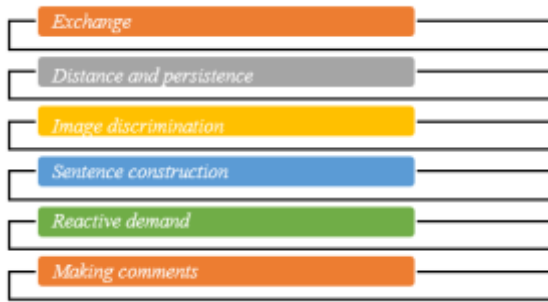 Exchange
Distance and persistence
Image discrimination
Sentence construction
Reactive demand
Making comments